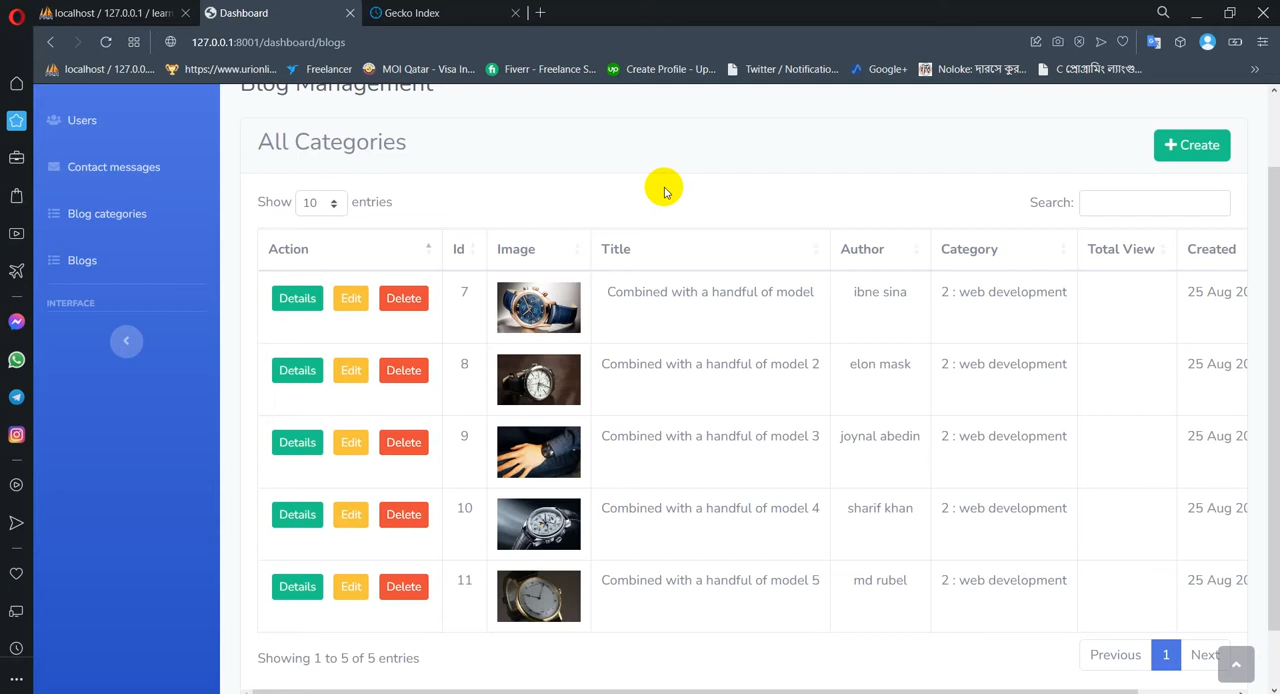 localhost / 127.0.0.1 / learn
Dashboard
Gecko Index
127.0.0.1:8001/dashboard/blogs
localhost / 127.0.0....
https://www.urionli...
Freelancer
MOI Qatar - Visa In...
Fiverr - Freelance S...
Create Profile - Up...
Twitter / Notificatio...
Google+
Noloke: দারসে কুর...
C প্রোগ্রামিং ল্যাংগু...
Blog Management
Users
Contact messages
Blog categories
Blogs
INTERFACE
All Categories
Create
Show 10 entries
Search:
Action Id Image Title Author Category Total View Created
Details Edit Delete 7 Combined with a handful of model ibne sina 2 : web development 25 Aug 20
Details Edit Delete 8 Combined with a handful of model 2 elon mask 2 : web development 25 Aug 20
Details Edit Delete 9 Combined with a handful of model 3 joynal abedin 2 : web development 25 Aug 20
Details Edit Delete 10 Combined with a handful of model 4 sharif khan 2 : web development 25 Aug 20
Details Edit Delete 11 Combined with a handful of model 5 md rubel 2 : web development 25 Aug 20
Showing 1 to 5 of 5 entries
Previous 1 Next